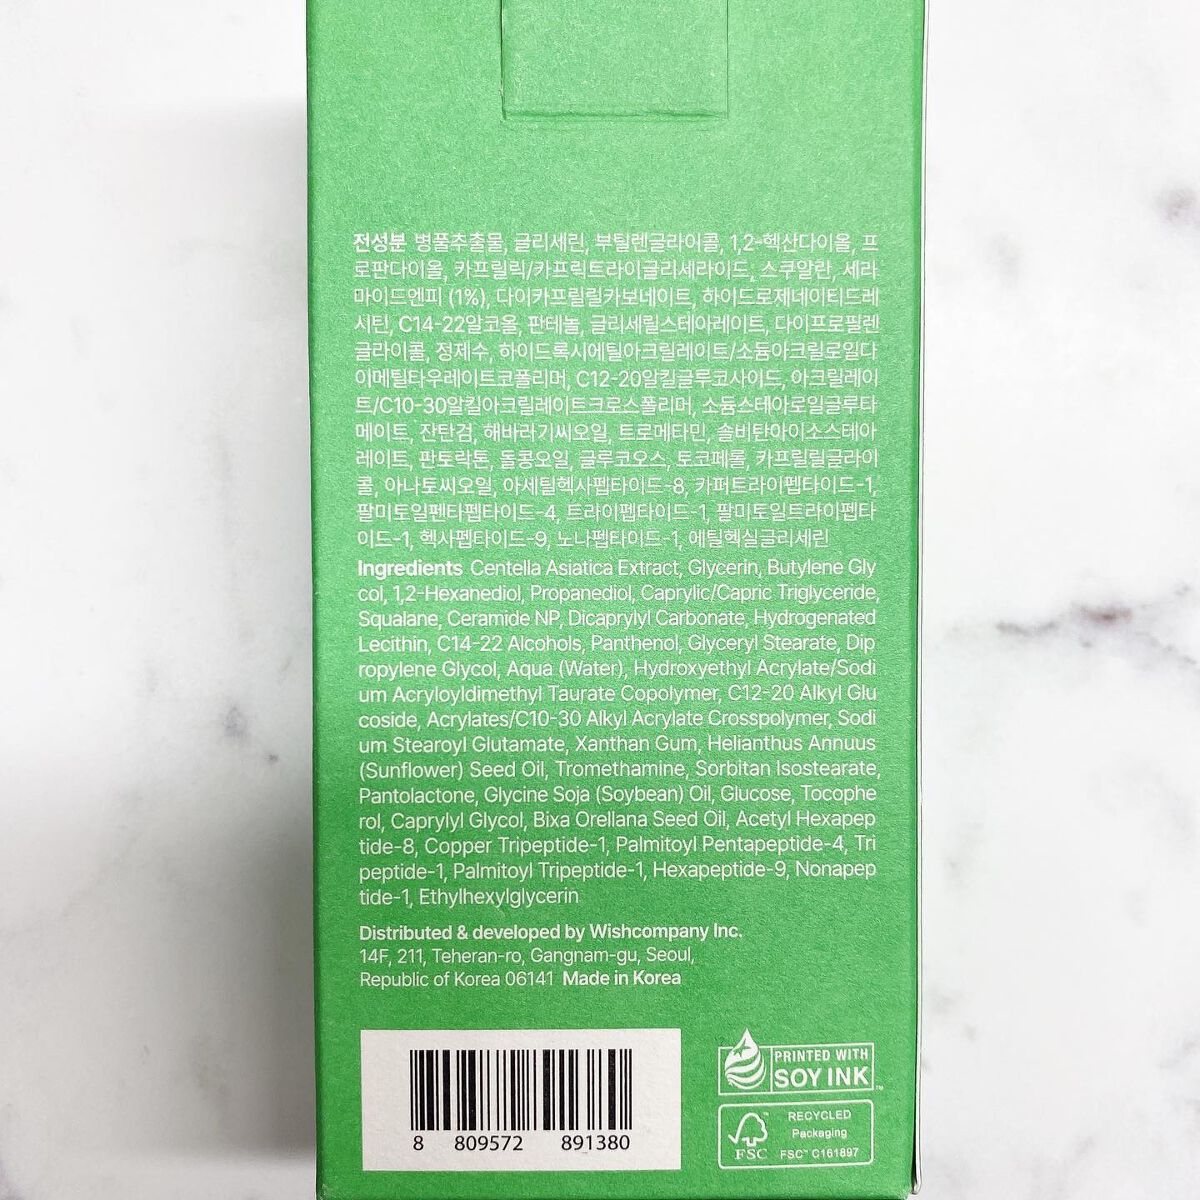 전성분 병풀추출물, 글리세린, 부틸렌글라이콜, 1,2-헥산다이올, 프
로판다이올, 카프릴릭/카프릭트라이글리세라이드, 스쿠알란, 세라
마이드엔피 (1%), 다이카프릴릴카보네이트, 하이드로제네이티드레
시틴, C14-22알코올, 판테놀, 글리세릴스테아레이트, 다이프로필렌
글라이콜, 정제수, 하이드록시에틸아크릴레이트/소듐아크릴로일다
이메틸타우레이트코폴리머, C12-20알킬글루코사이드, 아크릴레이
트/C10-30알킬아크릴레이트크로스폴리머, 소듐스테아로일글루타
메이트, 잔탄검, 해바라기씨오일, 트로메타민, 솔비탄아이소스테아
레이트, 판토락톤, 돌콩오일, 글루코오스, 토코페롤, 카프릴릴글라이
콜, 아나토씨오일, 아세틸헥사펩타이드-8, 카퍼트라이펩타이드-1,
팔미토일펜타펩타이드-4, 트라이펩타이드-1, 팔미토일트라이펩타
이드-1, 헥사펩타이드-9, 노나펩타이드-1, 에틸헥실글리세린
Ingredients Centella Asiatica Extract, Glycerin, Butylene Gly
col, 1,2-Hexanediol, Propanediol, Caprylic/Capric Triglyceride,
Squalane, Ceramide NP, Dicaprylyl Carbonate, Hydrogenated
Lecithin, C14-22 Alcohols, Panthenol, Glyceryl Stearate, Dip
ropylene Glycol, Aqua (Water), Hydroxyethyl Acrylate/Sodi
um Acryloyldimethyl Taurate Copolymer, C12-20 Alkyl Glu
coside, Acrylates/C10-30 Alkyl Acrylate Crosspolymer, Sodi
um Stearoyl Glutamate, Xanthan Gum, Helianthus Annuus
(Sunflower) Seed Oil, Tromethamine, Sorbitan Isostearate,
Pantolactone, Glycine Soja (Soybean) Oil, Glucose, Tocophe
rol, Caprylyl Glycol, Bixa Orellana Seed Oil, Acetyl Hexapep
tide-8, Copper Tripeptide-1, Palmitoyl Pentapeptide-4, Tri
peptide-1, Palmitoyl Tripeptide-1, Hexapeptide-9, Nonapep
tide-1, Ethylhexylglycerin
Distributed & developed by Wishcompany Inc.
14F, 211, Teheran-ro, Gangnam-gu, Seoul,
Republic of Korea 06141 Made in Korea
8 809572 891380
PRINTED WITH
SOY INK™
FSC™
RECYCLED
Packaging
FSC™ C161897